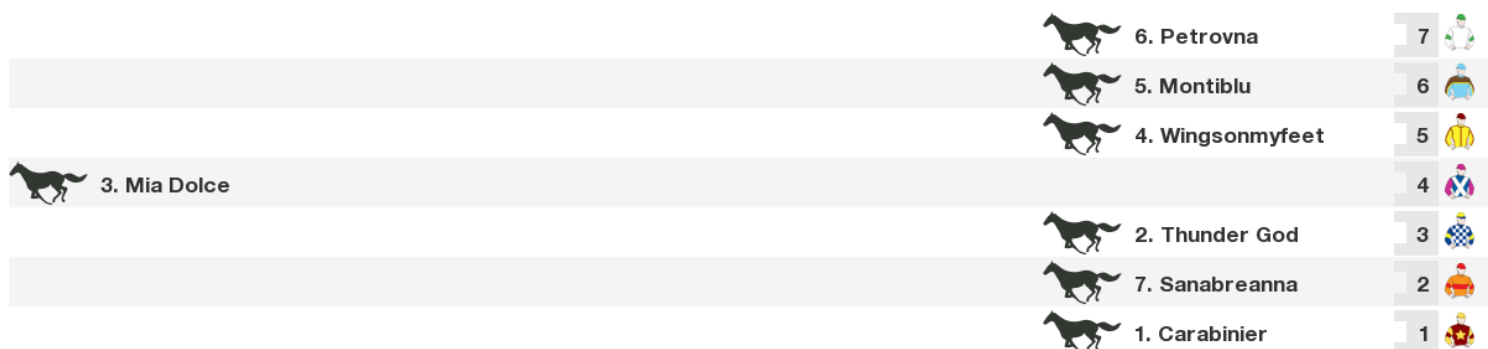 6. Petrovna 7
5. Montiblu 6
4. Wingsonmyfeet 5
3. Mia Dolce 4
2. Thunder God 3
7. Sanabreanna 2
1. Carabinier 1